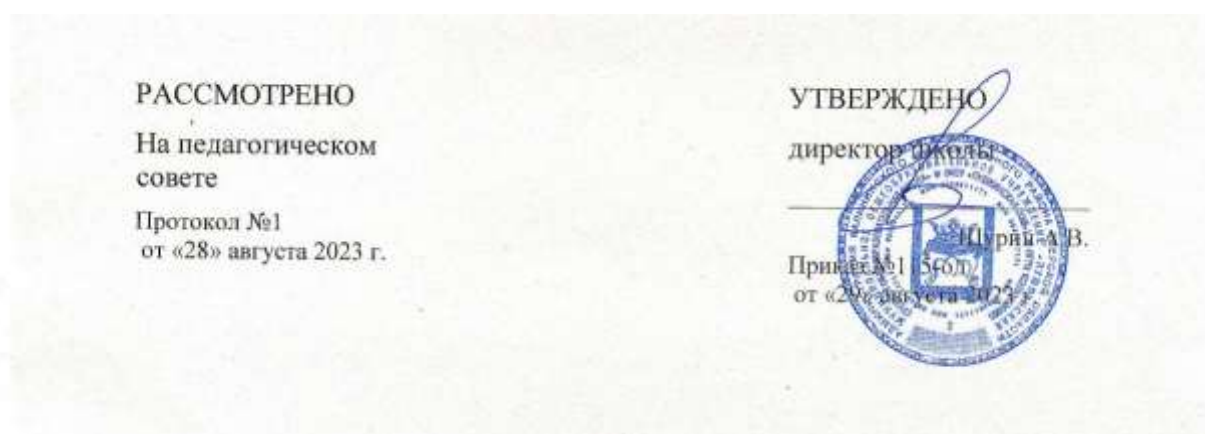 РАССМОТРЕНО
На педагогическом
совете
Протокол №1
от «28» августа 2023 г.
УТВЕРЖДЕНО
директор школы
Щурин А.В.
Приказ
от «29» августа 2023 г.